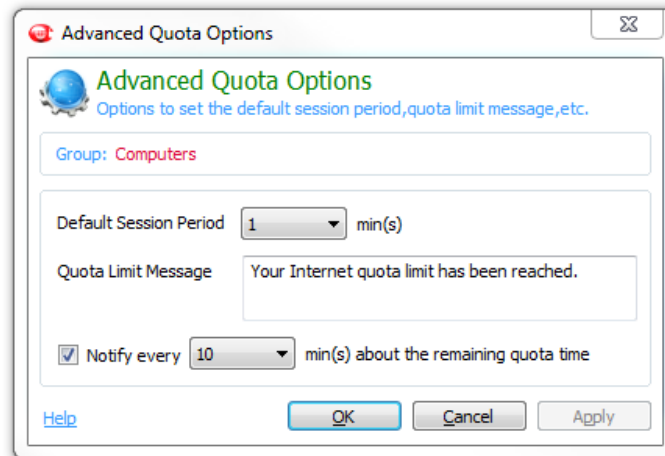 Advanced Quota Options
Advanced Quota Options
Options to set the default session period,quota limit message,etc.
Group: Computers
Default Session Period 1 min(s)
Quota Limit Message Your Internet quota limit has been reached.
Notify every 10 min(s) about the remaining quota time
Help OK Cancel Apply